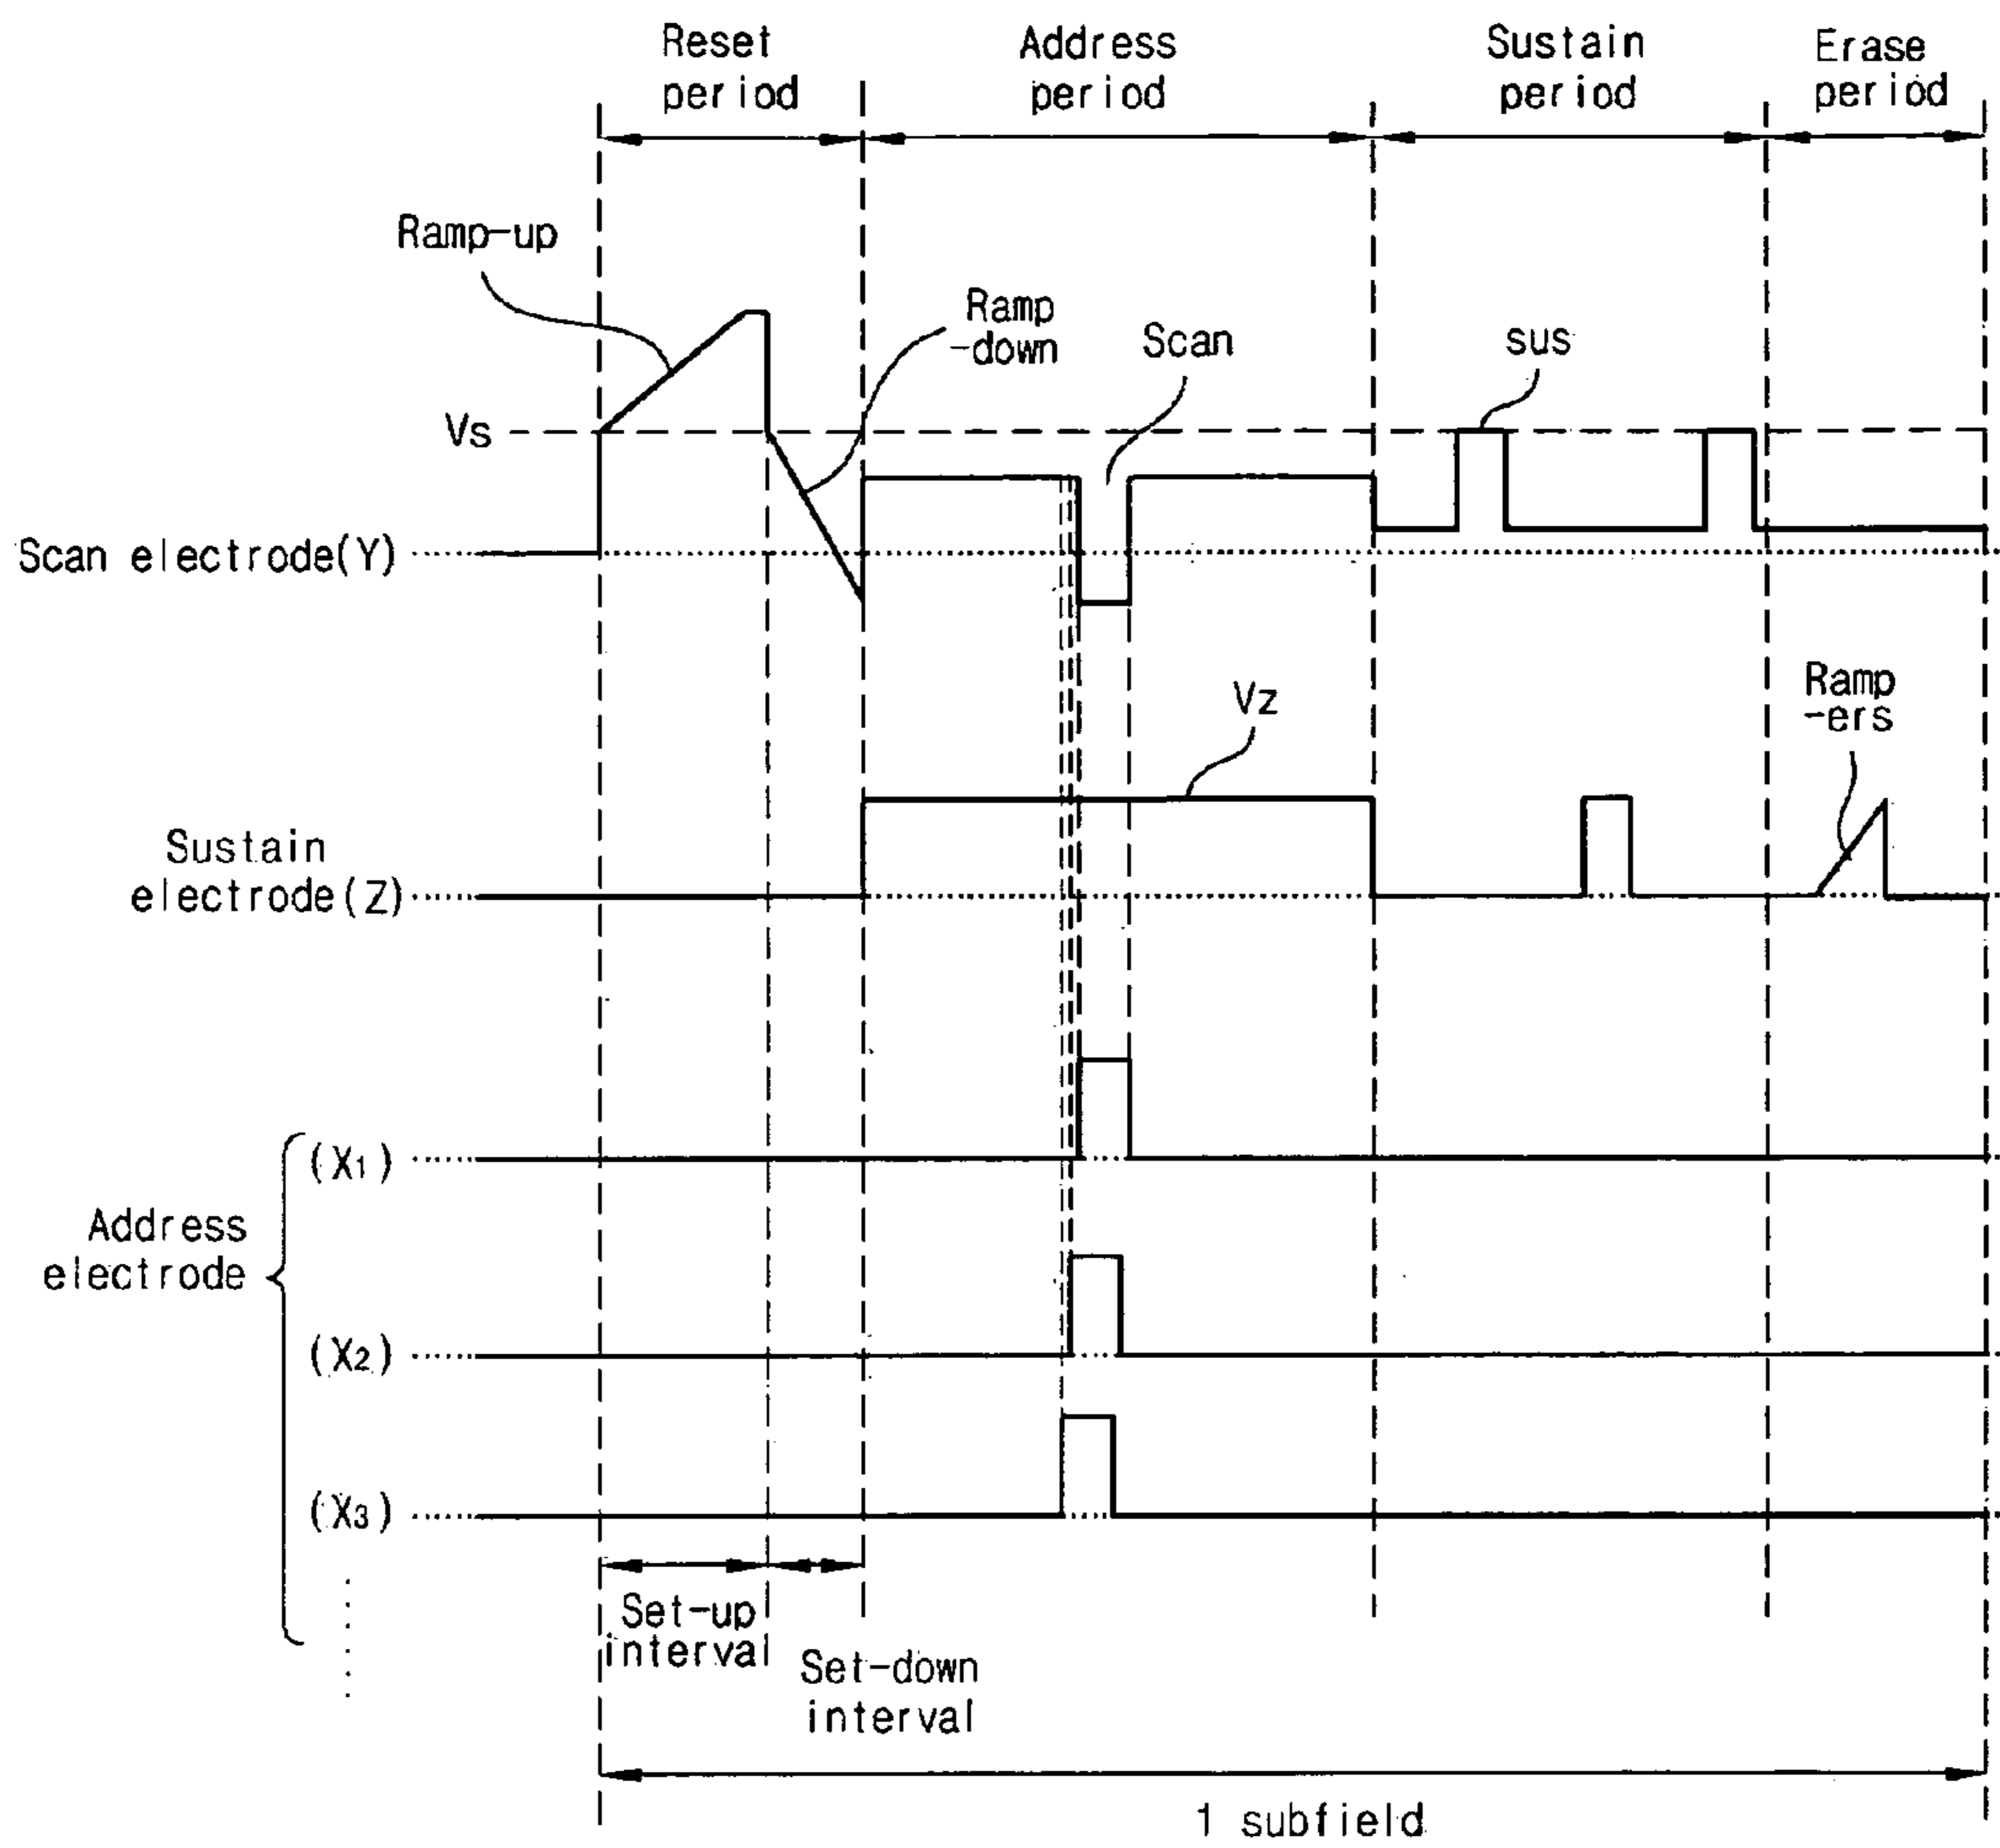 Reset
period
Address
period
Sustain
period
Erase
period
Ramp-up
Ramp
-down
Scan
sus
Vs
Scan electrode(Y)
Vz
Ramp
-ers
Sustain
electrode(Z)
(X1)
Address
electrode
(X2)
(X3)
Set-up
interval
Set-down
interval
1 subfield